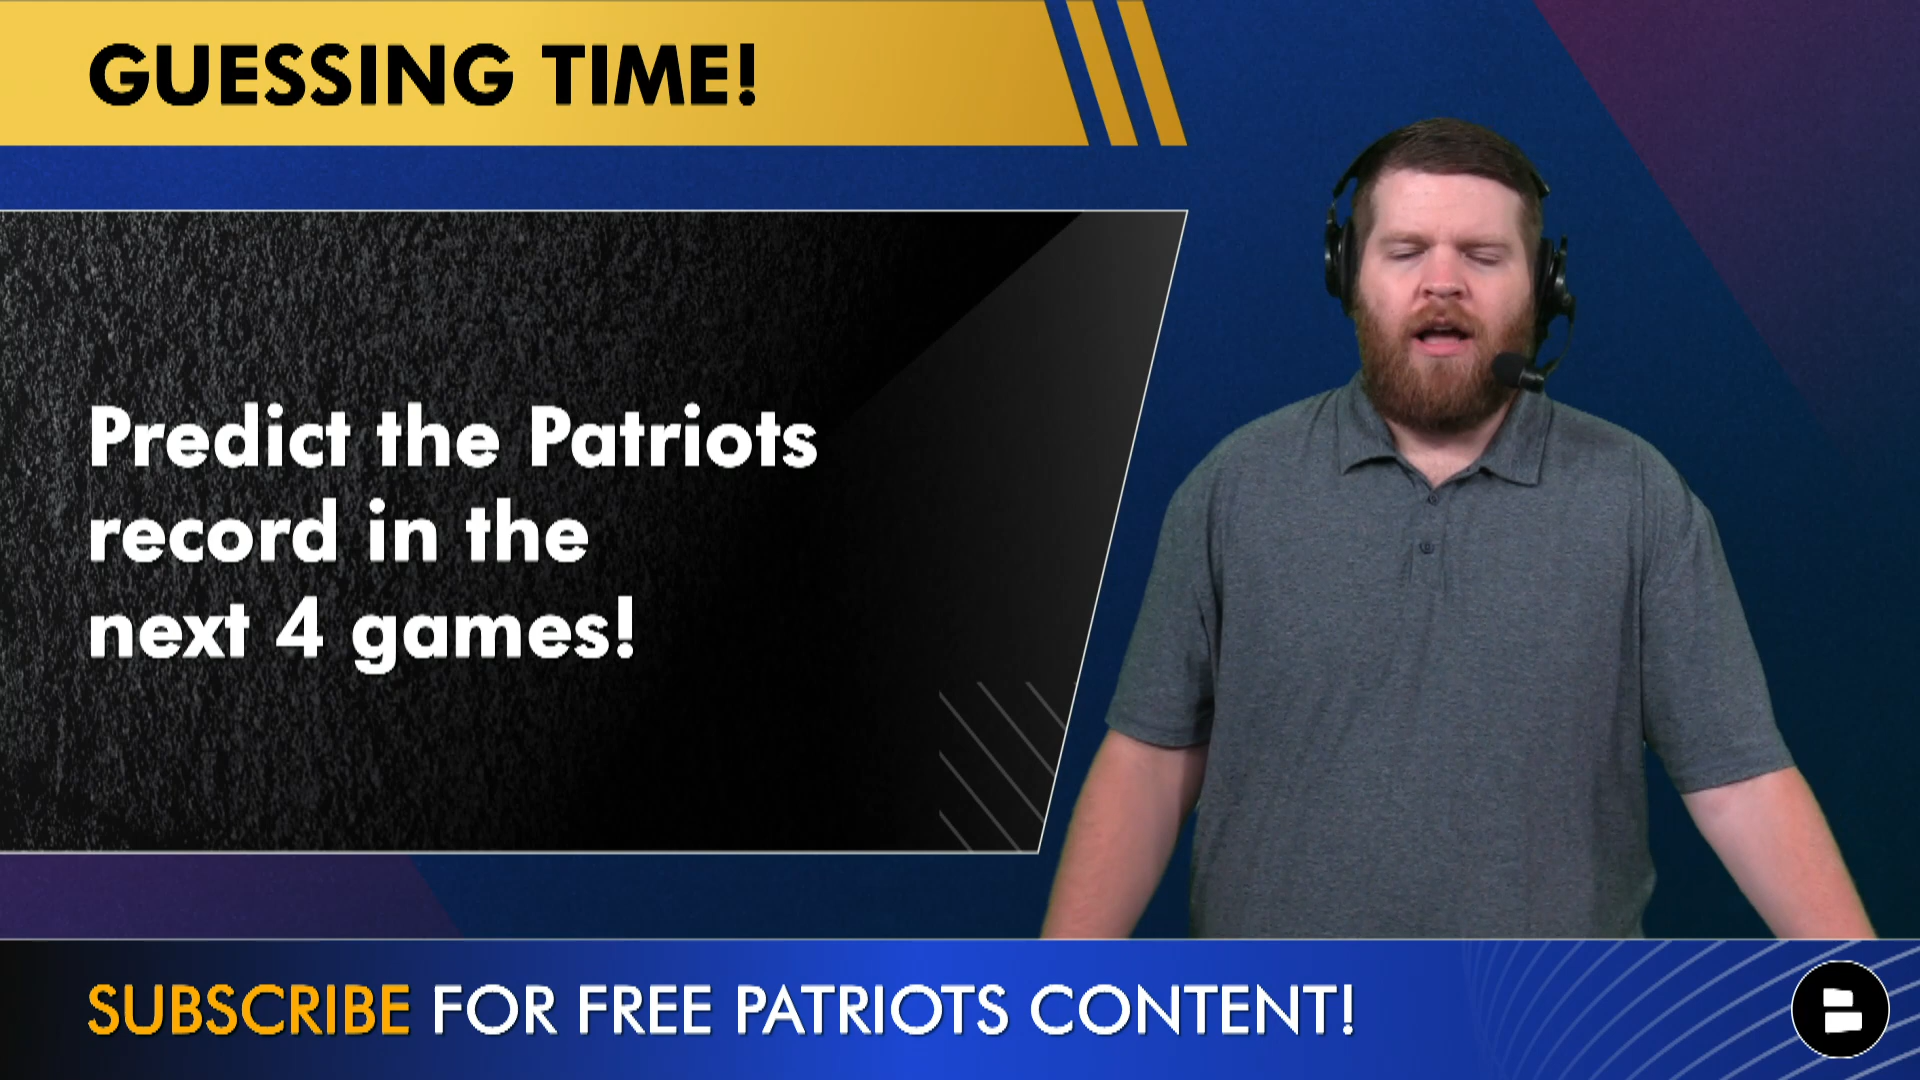 GUESSING TIME!
Predict the Patriots
record in the
next 4 games!
SUBSCRIBE FOR FREE PATRIOTS CONTENT!